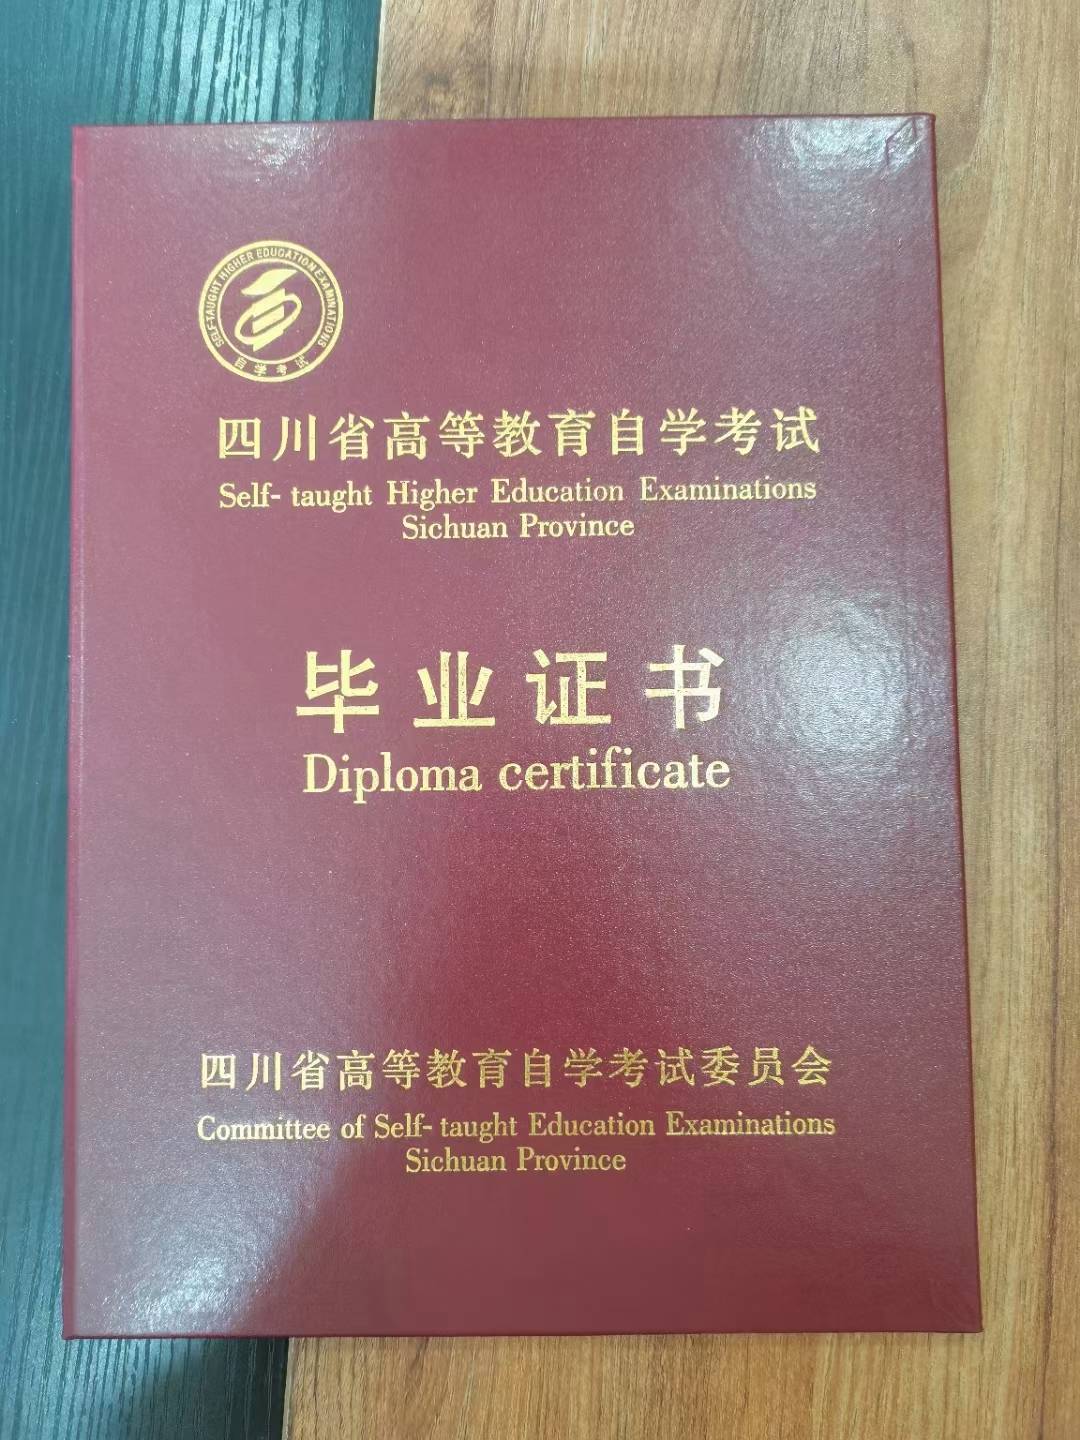 SELF-TAUGHT HIGHER EDUCATION EXAMINATIONS
自学考试
四川省高等教育自学考试
Self- taught Higher Education Examinations
Sichuan Province
毕业证书
Diploma certificate
四川省高等教育自学考试委员会
Committee of Self- taught Education Examinations
Sichuan Province